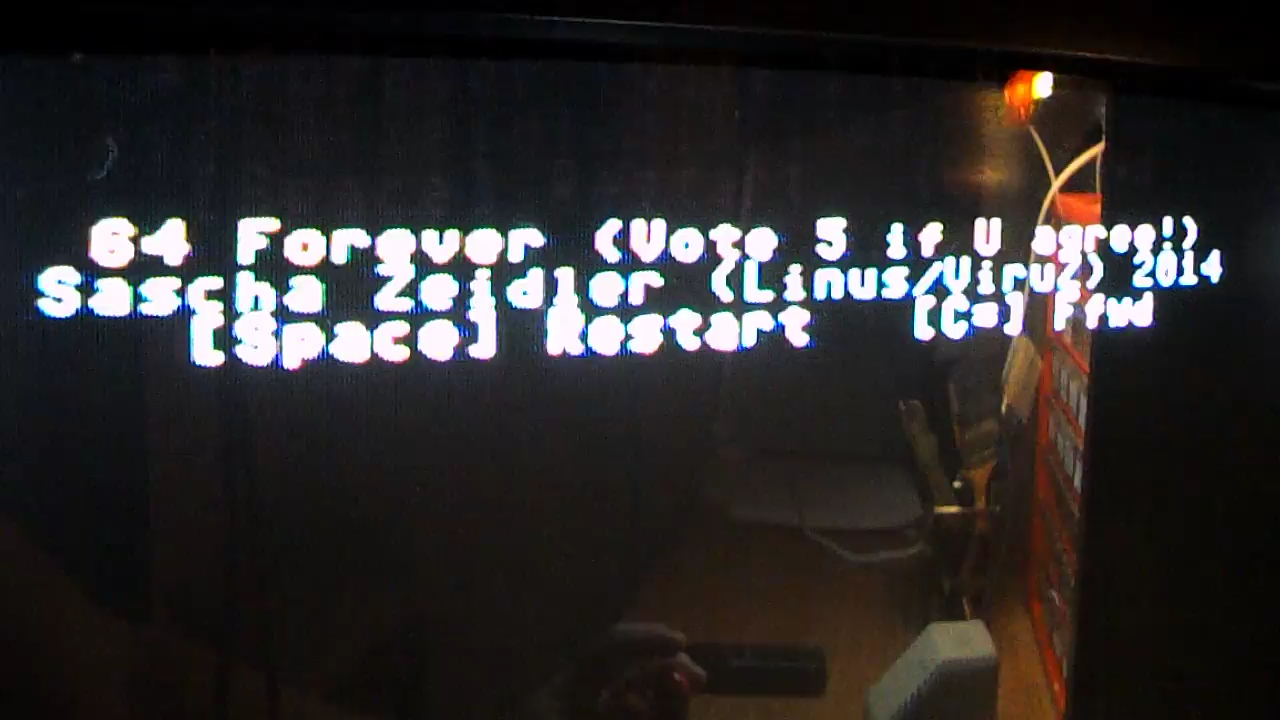 64 Forever (Vote 5 if U agree!)
Sascha Zeidler (Linus/ViruZ) 2014
[Space] Restart [C=] Ffwd